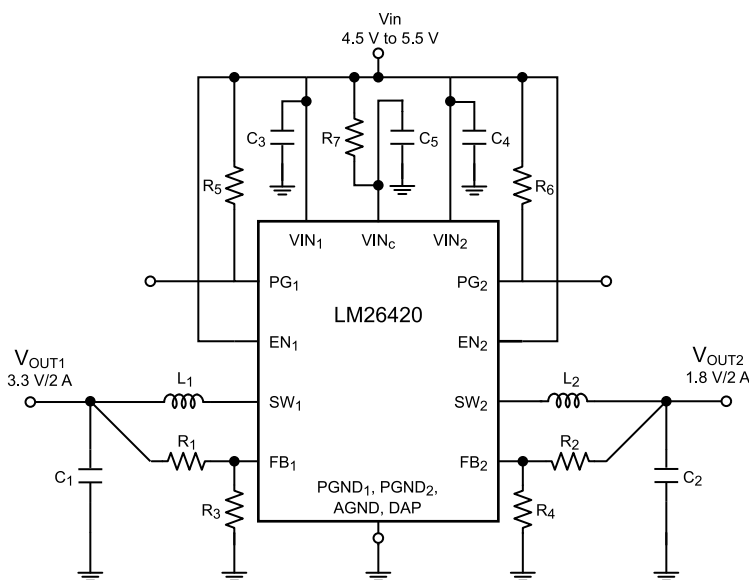 Vin
4.5 V to 5.5 V
C3
R7
C5
C4
R5
R6
VIN1
VINc
VIN2
PG1
PG2
LM26420
EN1
EN2
VOUT1
3.3 V/2 A
L1
SW1
SW2
L2
VOUT2
1.8 V/2 A
R1
FB1
FB2
R2
C1
R3
PGND1, PGND2,
AGND, DAP
R4
C2